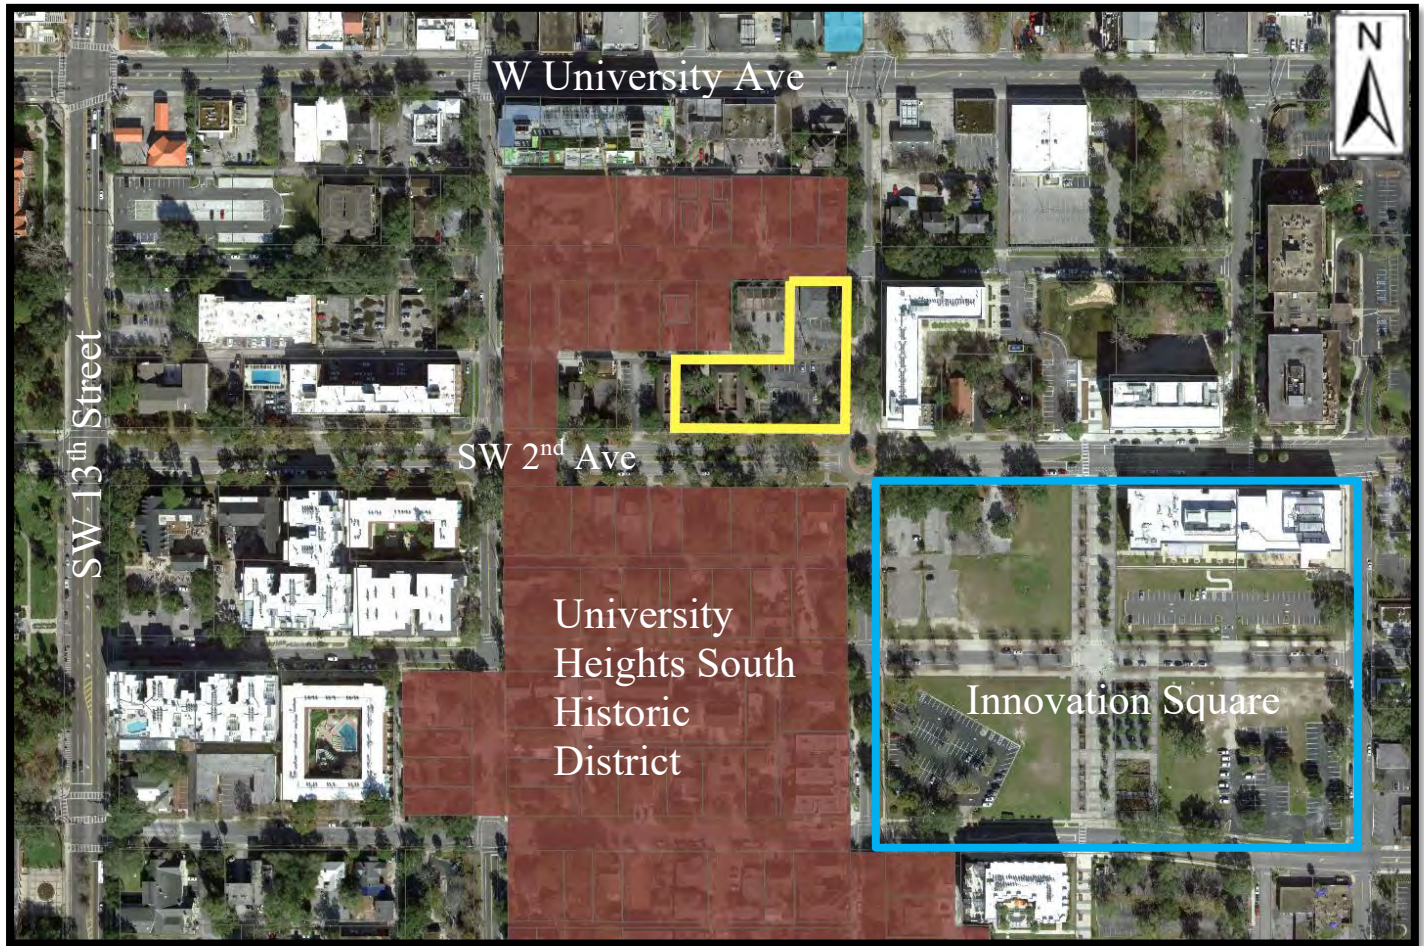 N
W University Ave
SW 13th Street
SW 2nd Ave
University
Heights South
Historic
District
Innovation Square